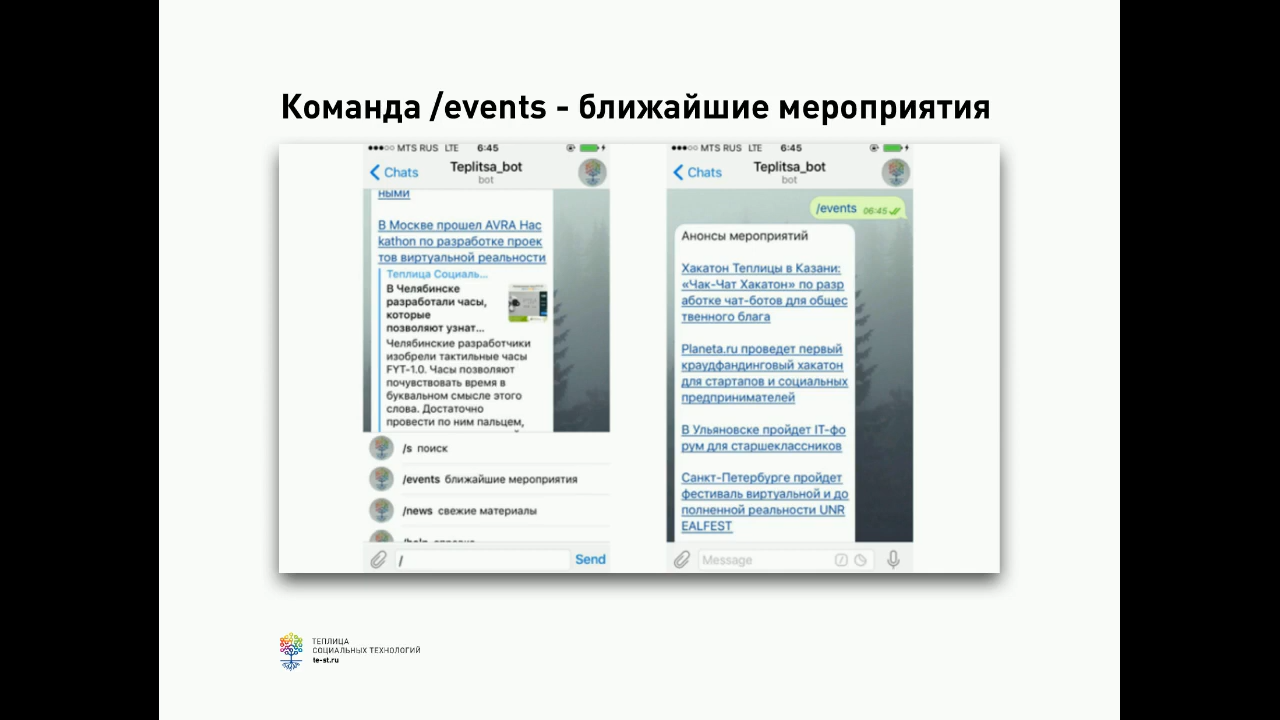 Команда /events - ближайшие мероприятия
MTS RUS LTE 6:45
Chats
Teplitsa_bot
bot
ными
В Москве прошел AVRA Hac
kathon по разработке проек
тов виртуальной реальности
Теплица Социаль...
В Челябинске
разработали часы,
которые
позволяют узнат...
Челябинские разработчики
изобрели тактильные часы
FYT-1.0. Часы позволяют
почувствовать время в
буквальном смысле этого
слова. Достаточно
провести по ним пальцем,
/s поиск
/events ближайшие мероприятия
/news свежие материалы
/help справка
/
Send
MTS RUS LTE 6:45
Chats
Teplitsa_bot
bot
/events 06:45
Анонсы мероприятий
Хакатон Теплицы в Казани:
«Чак-Чат Хакатон» по разр
аботке чат-ботов для общес
твенного блага
Planeta.ru проведет первый
краудфандинговый хакатон
для стартапов и социальных
предпринимателей
В Ульяновске пройдет IT-фо
рум для старшеклассников
Санкт-Петербурге пройдет
фестиваль виртуальной и до
полненной реальности UNR
EALFEST
Message
ТЕПЛИЦА
СОЦИАЛЬНЫХ ТЕХНОЛОГИЙ
te-st.ru